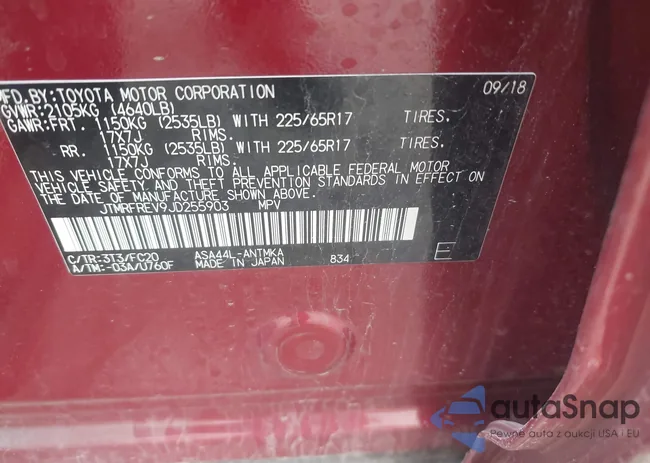 MFD. BY: TOYOTA MOTOR CORPORATION 09/18
GVWR: 2105KG (4640LB)
GAWR: FRT. 1150KG (2535LB) WITH 225/65R17 TIRES.
17X7J RIMS.
RR. 1150KG (2535LB) WITH 225/65R17 TIRES.
17X7J RIMS.
THIS VEHICLE CONFORMS TO ALL APPLICABLE FEDERAL MOTOR
VEHICLE SAFETY AND THEFT PREVENTION STANDARDS IN EFFECT ON
THE DATE OF MANUFACTURE SHOWN ABOVE.
JTMRFREV9JD255903 MPV
C/TR: 3T3/FC20 ASA44L-ANTMKA
A/TM: -03A/U760F MADE IN JAPAN 834 E
autoSnap
Pewne auta z aukcji USA i EU